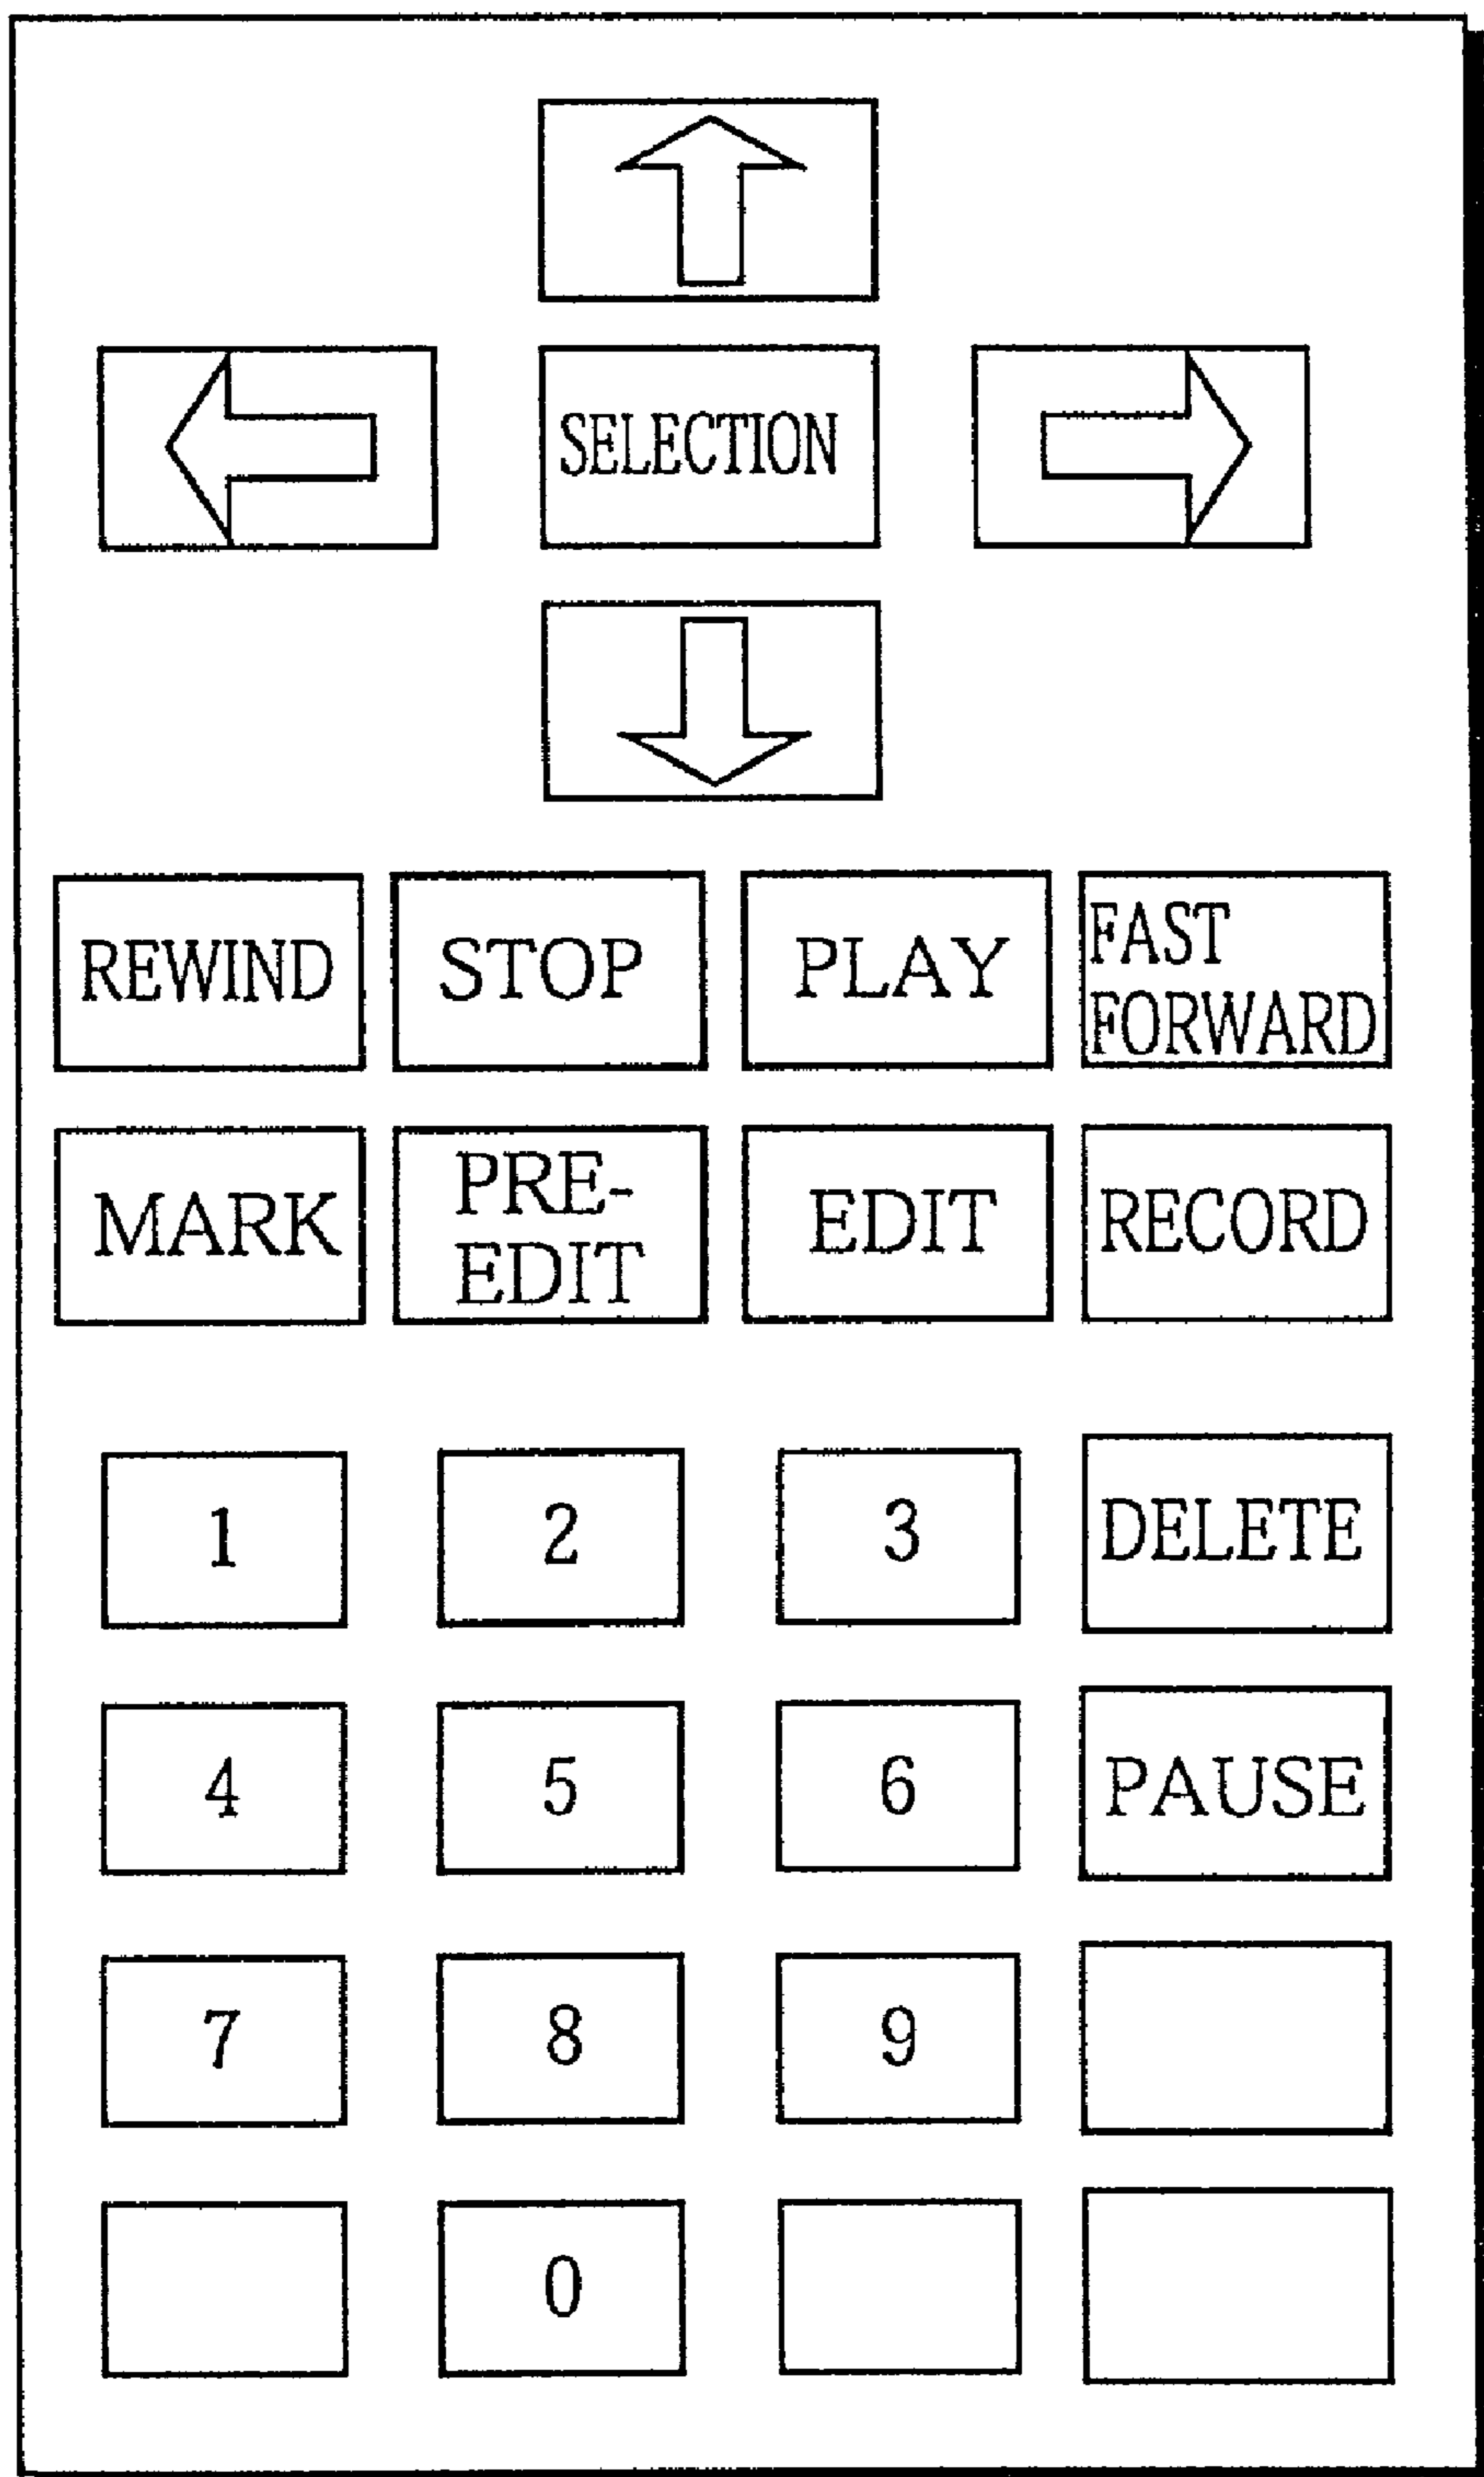 SELECTION
REWIND STOP PLAY FAST
FORWARD
MARK PRE-
EDIT EDIT RECORD
1 2 3 DELETE
4 5 6 PAUSE
7 8 9
0